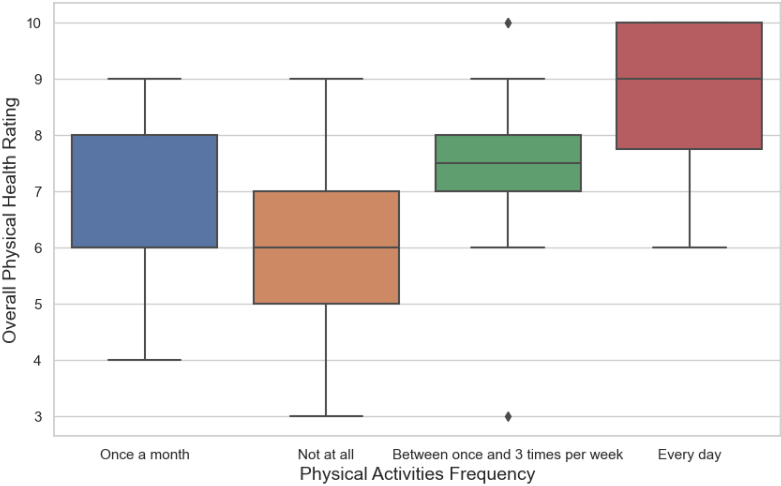 10
9
8
7
6
5
4
3
Overall Physical Health Rating
Once a month
Not at all
Between once and 3 times per week
Every day
Physical Activities Frequency